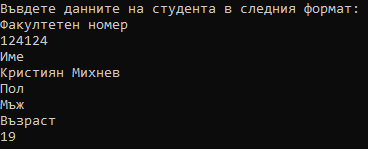 Въведете данните на студента в следния формат:
Факултетен номер
124124
Име
Кристиян Михнев
Пол
Мъж
Възраст
19